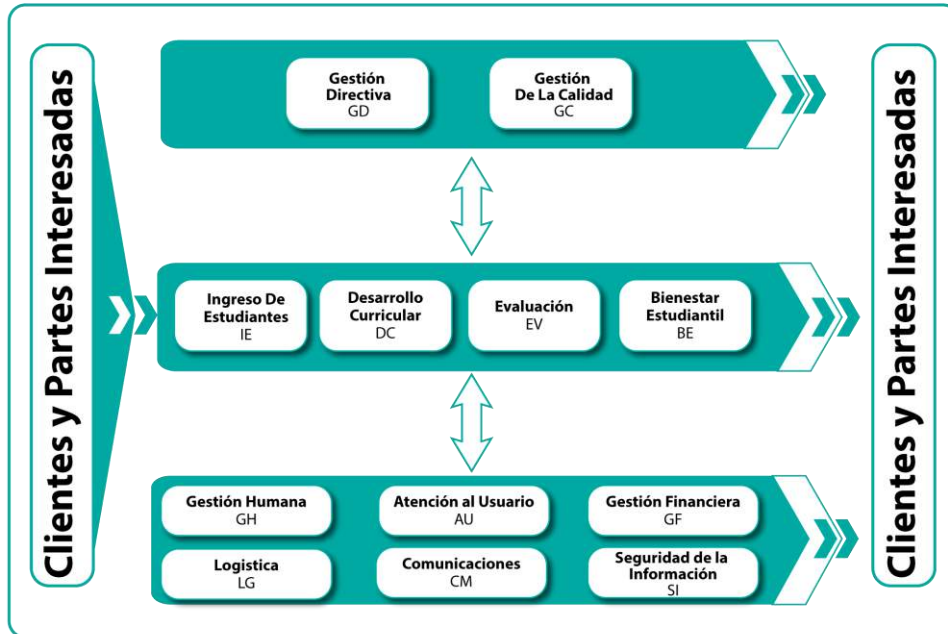 Clientes y Partes Interesadas
Gestión
Directiva
GD
Gestión
De La Calidad
GC
Ingreso De
Estudiantes
IE
Desarrollo
Curricular
DC
Evaluación
EV
Bienestar
Estudiantil
BE
Gestión Humana
GH
Atención al Usuario
AU
Gestión Financiera
GF
Logistica
LG
Comunicaciones
CM
Seguridad de la
Información
SI
Clientes y Partes Interesadas